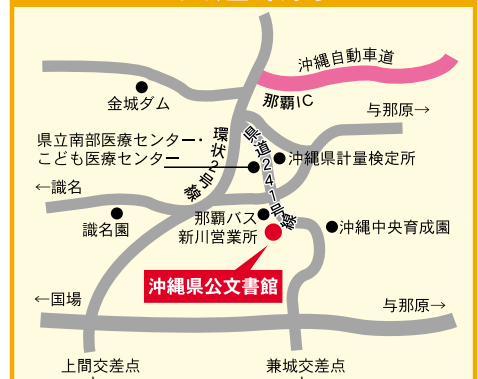 沖縄自動車道
那覇IC
金城ダム
与那原→
県立南部医療センター・
こども医療センター
環状2号線
県道241号線
沖縄県計量検定所
←識名
識名園
那覇バス
新川営業所
沖縄中央育成園
沖縄県公文書館
←国場
与那原→
上間交差点
兼城交差点